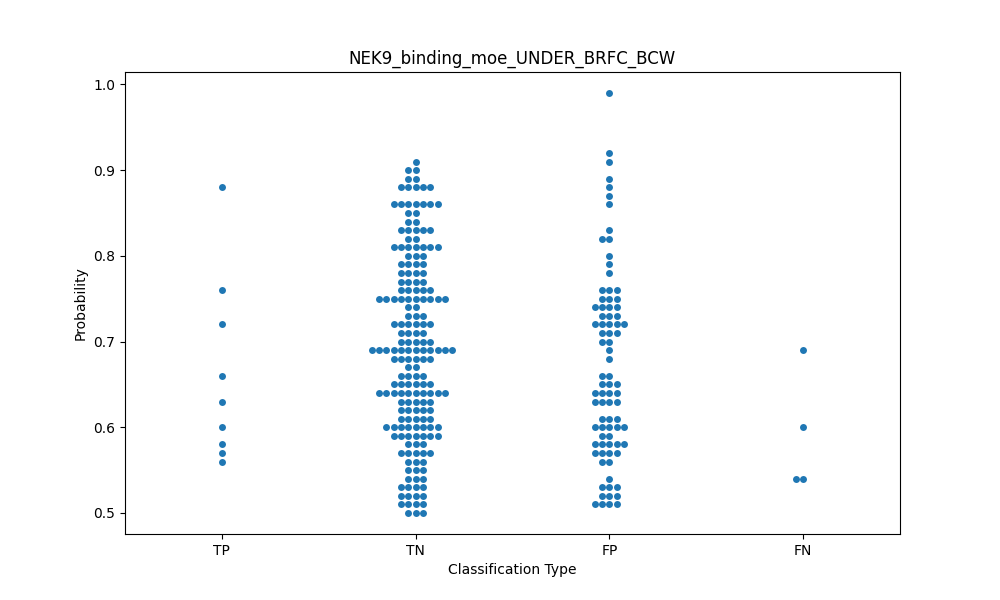 NEK9_binding_moe_UNDER_BRFC_BCW
1.0
0.9
0.8
0.7
0.6
0.5
Probability
TP TN FP FN
Classification Type